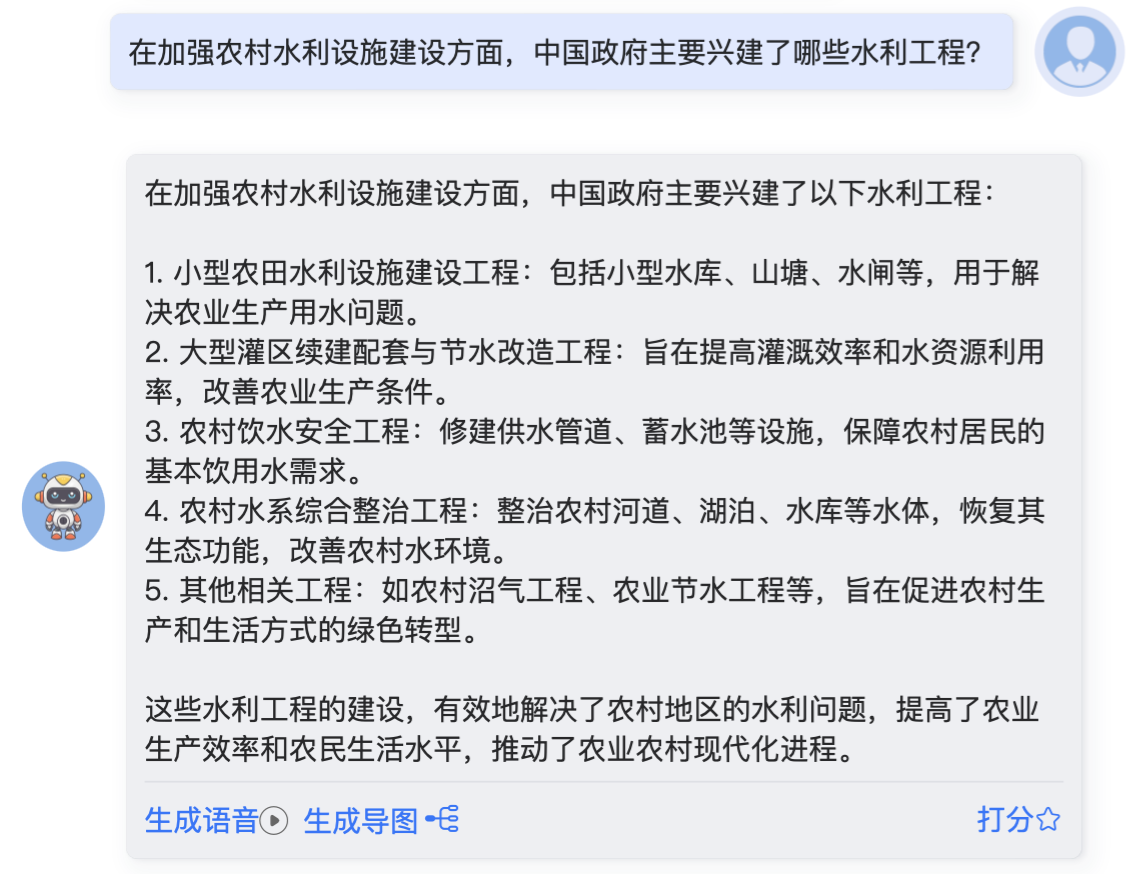 在加强农村水利设施建设方面，中国政府主要兴建了哪些水利工程?
在加强农村水利设施建设方面，中国政府主要兴建了以下水利工程：
1. 小型农田水利设施建设工程：包括小型水库、山塘、水闸等，用于解
决农业生产用水问题。
2. 大型灌区续建配套与节水改造工程：旨在提高灌溉效率和水资源利用
率，改善农业生产条件。
3. 农村饮水安全工程：修建供水管道、蓄水池等设施，保障农村居民的
基本饮用水需求。
4. 农村水系综合整治工程：整治农村河道、湖泊、水库等水体，恢复其
生态功能，改善农村水环境。
5. 其他相关工程：如农村沼气工程、农业节水工程等，旨在促进农村生
产和生活方式的绿色转型。
这些水利工程的建设，有效地解决了农村地区的水利问题，提高了农业
生产效率和农民生活水平，推动了农业农村现代化进程。
生成语音 生成导图 打分